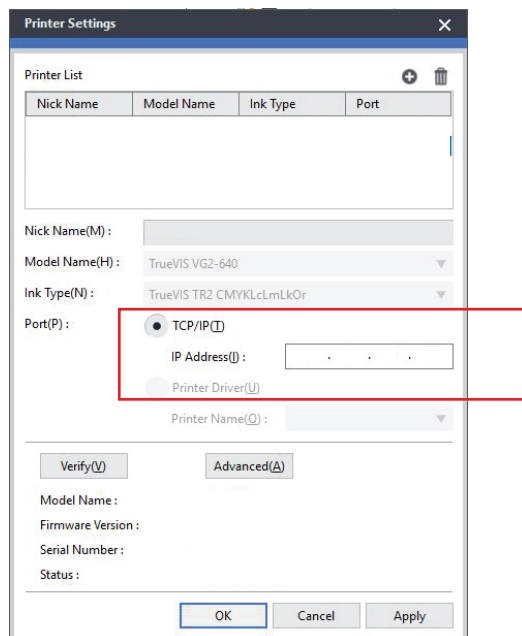 Printer Settings
Printer List
Nick Name Model Name Ink Type Port
Nick Name(M) :
Model Name(H) : TrueVIS VG2-640
Ink Type(N) : TrueVIS TR2 CMYKLcLmLkOr
Port(P) : TCP/IP(T)
IP Address(I) : . . .
Printer Driver(U)
Printer Name(O) :
Verify(V) Advanced(A)
Model Name :
Firmware Version :
Serial Number :
Status :
OK Cancel Apply